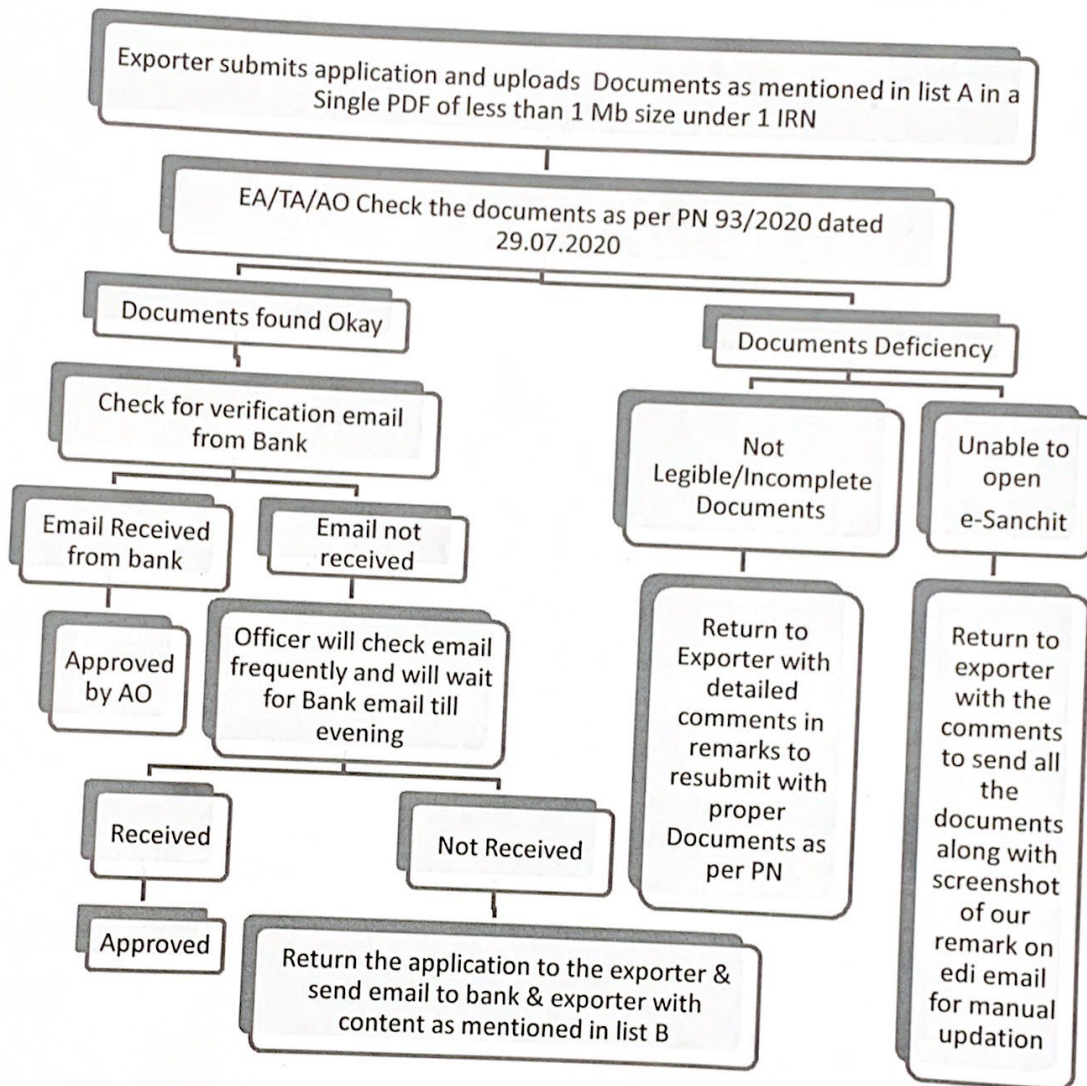 Exporter submits application and uploads Documents as mentioned in list A in a
Single PDF of less than 1 Mb size under 1 IRN
EA/TA/AO Check the documents as per PN 93/2020 dated
29.07.2020
Documents found Okay
Documents Deficiency
Check for verification email
from Bank
Not
Legible/Incomplete
Documents
Unable to
open
e-Sanchit
Email Received
from bank
Email not
received
Approved
by AO
Officer will check email
frequently and will wait
for Bank email till
evening
Return to
Exporter with
detailed
comments in
remarks to
resubmit with
proper
Documents as
per PN
Return to
exporter
with the
comments
to send all
the
documents
along with
screenshot
of our
remark on
edi email
for manual
updation
Received
Not Received
Approved
Return the application to the exporter &
send email to bank & exporter with
content as mentioned in list B